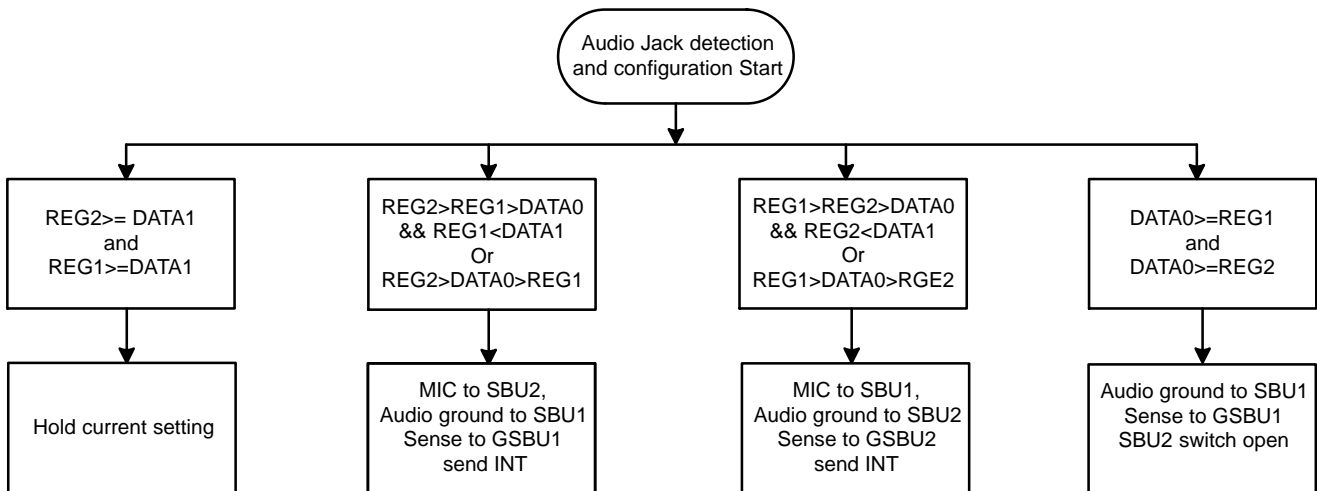 Audio Jack detection
and configuration Start
REG2>= DATA1
and
REG1>=DATA1
REG2>REG1>DATA0
&& REG1<DATA1
Or
REG2>DATA0>REG1
REG1>REG2>DATA0
&& REG2<DATA1
Or
REG1>DATA0>RGE2
DATA0>=REG1
and
DATA0>=REG2
Hold current setting
MIC to SBU2,
Audio ground to SBU1
Sense to GSBU1
send INT
MIC to SBU1,
Audio ground to SBU2
Sense to GSBU2
send INT
Audio ground to SBU1
Sense to GSBU1
SBU2 switch open